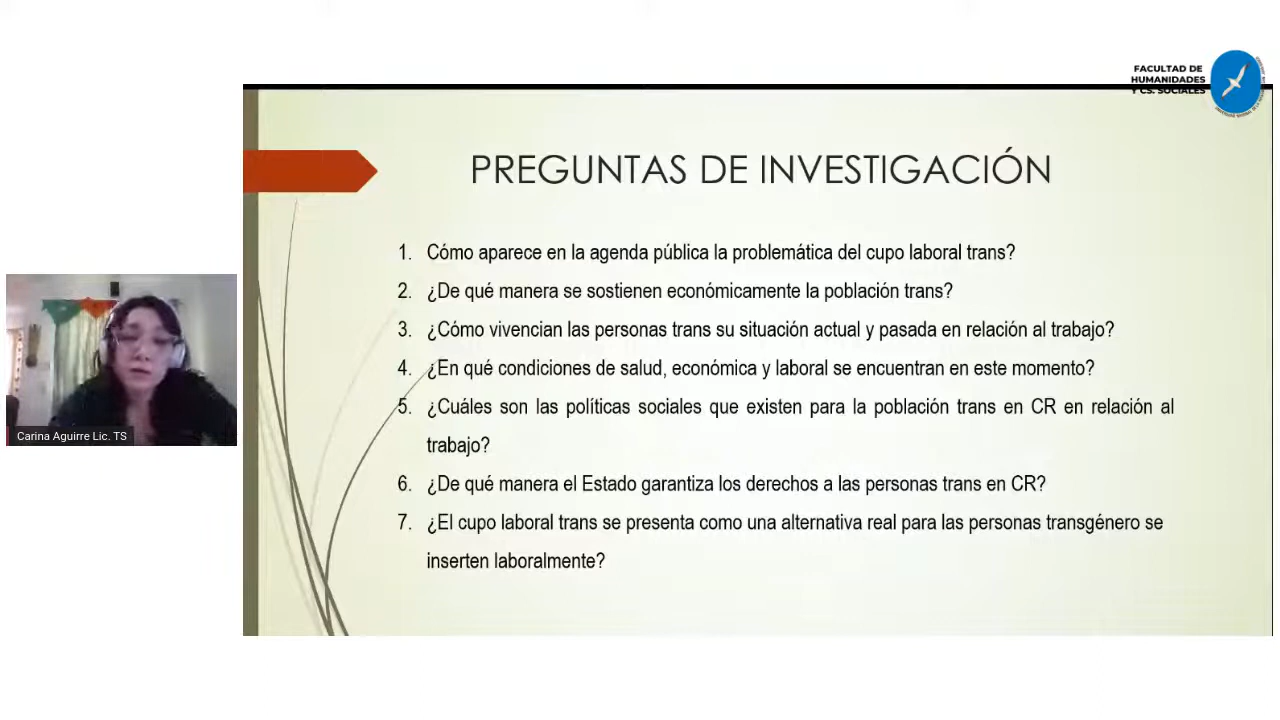 FACULTAD DE
HUMANIDADES
Y CS. SOCIALES
PREGUNTAS DE INVESTIGACIÓN
1. Cómo aparece en la agenda pública la problemática del cupo laboral trans?
2. ¿De qué manera se sostienen económicamente la población trans?
3. ¿Cómo vivencian las personas trans su situación actual y pasada en relación al trabajo?
4. ¿En qué condiciones de salud, económica y laboral se encuentran en este momento?
5. ¿Cuáles son las políticas sociales que existen para la población trans en CR en relación al
trabajo?
6. ¿De qué manera el Estado garantiza los derechos a las personas trans en CR?
7. ¿El cupo laboral trans se presenta como una alternativa real para las personas transgénero se
inserten laboralmente?
Carina Aguirre Lic. TS